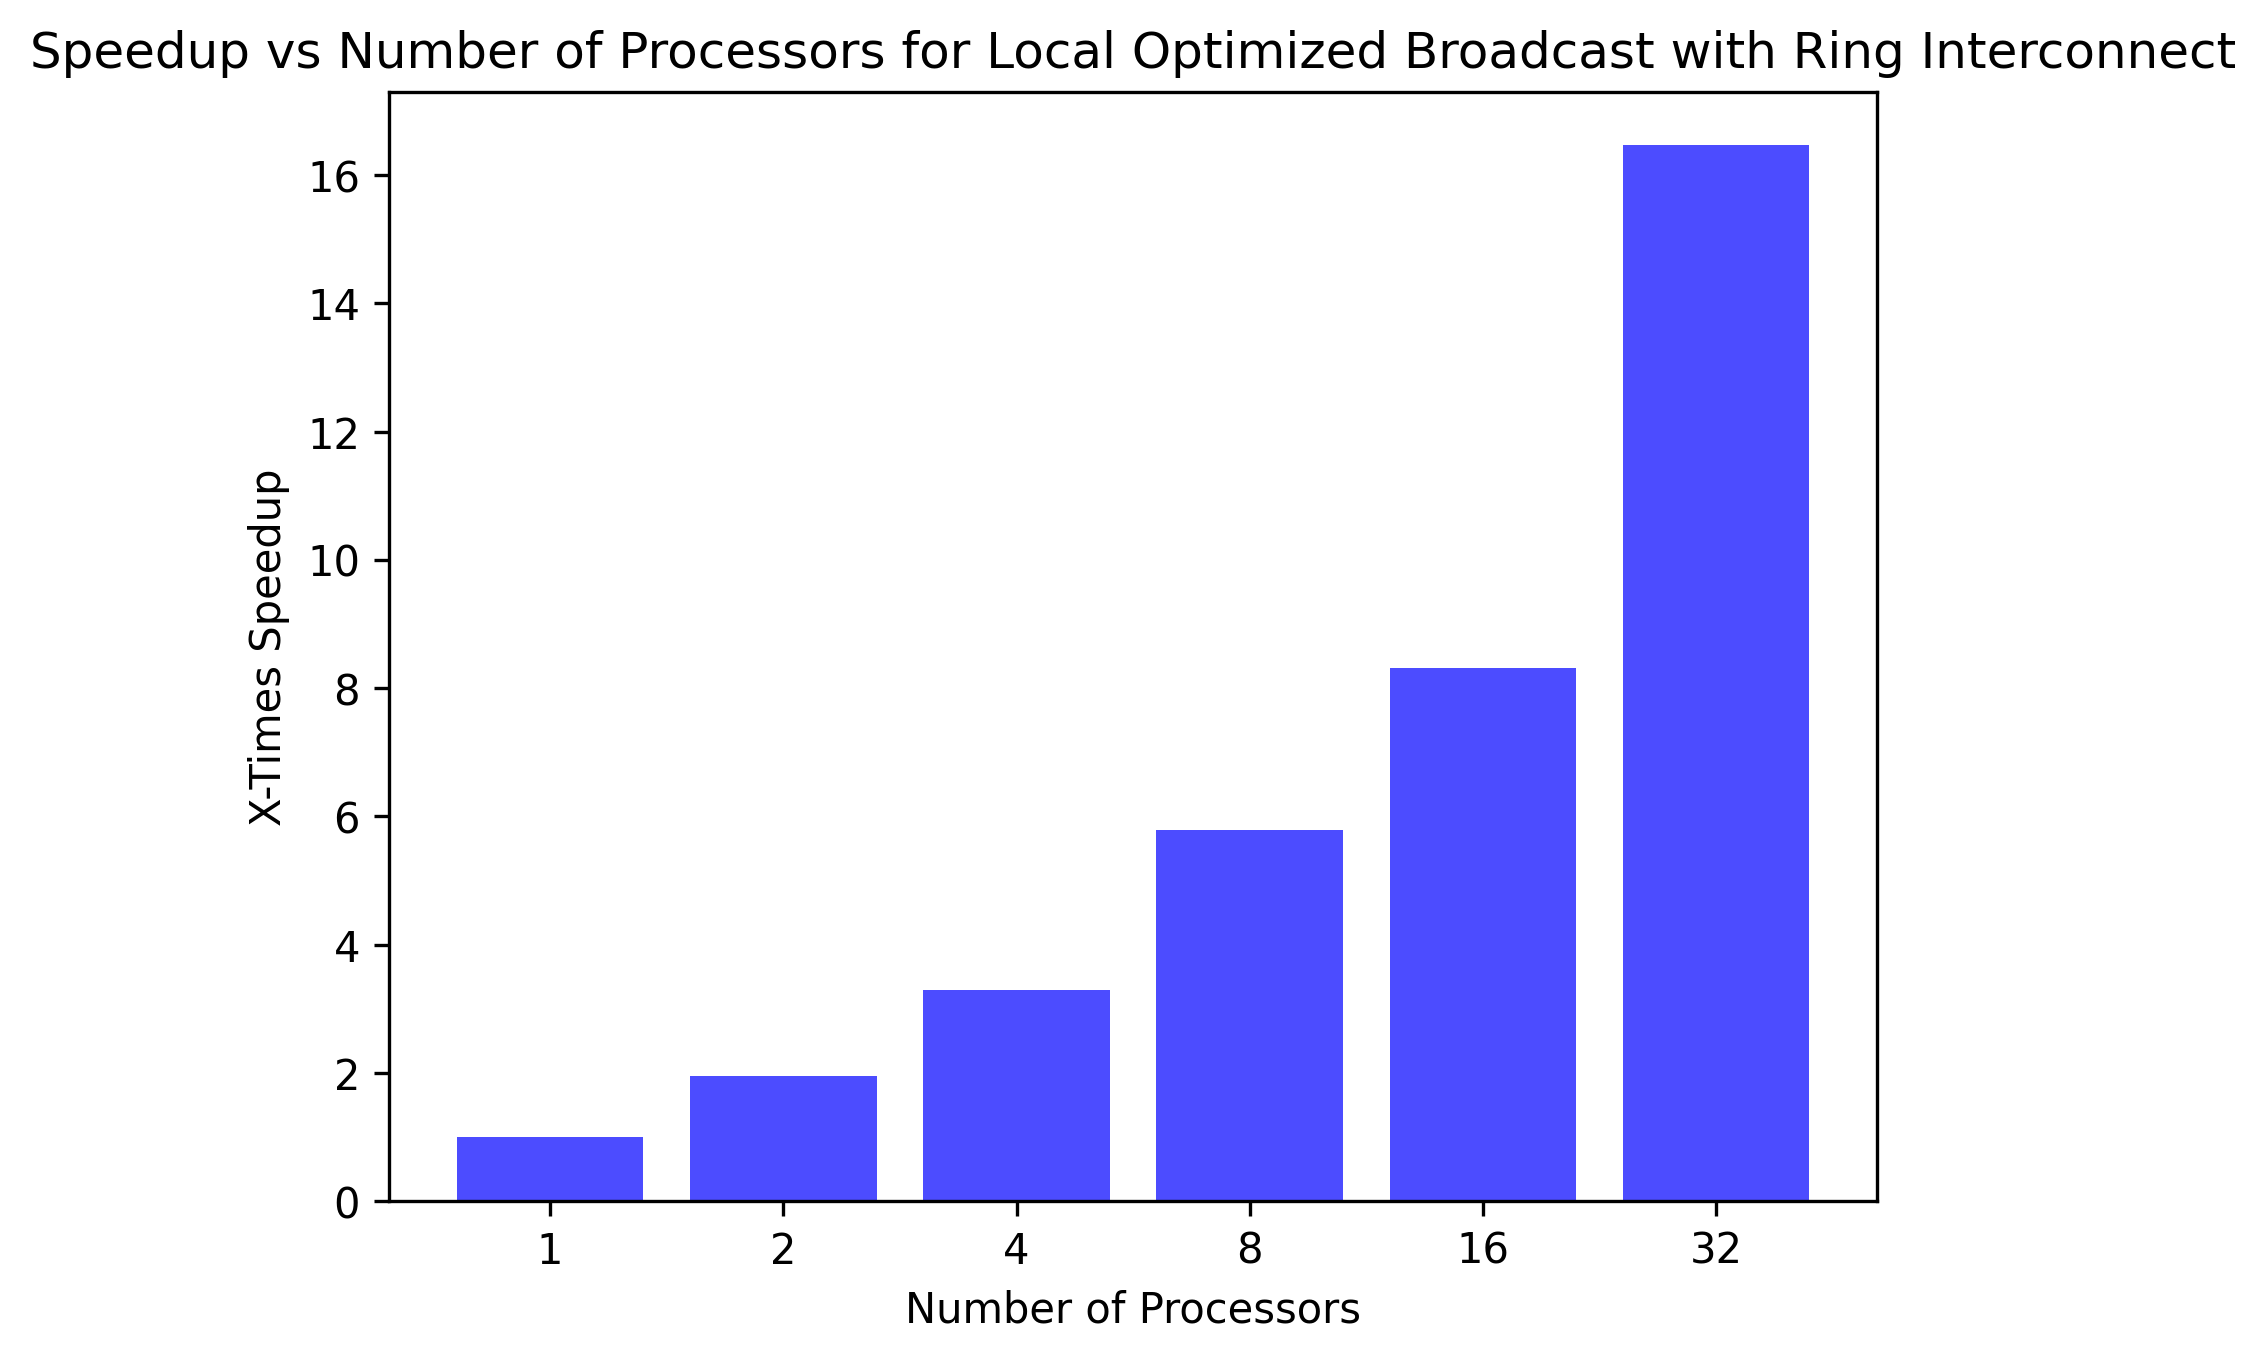 Speedup vs Number of Processors for Local Optimized Broadcast with Ring Interconnect
X-Times Speedup
16
14
12
10
8
6
4
2
0
1 2 4 8 16 32
Number of Processors